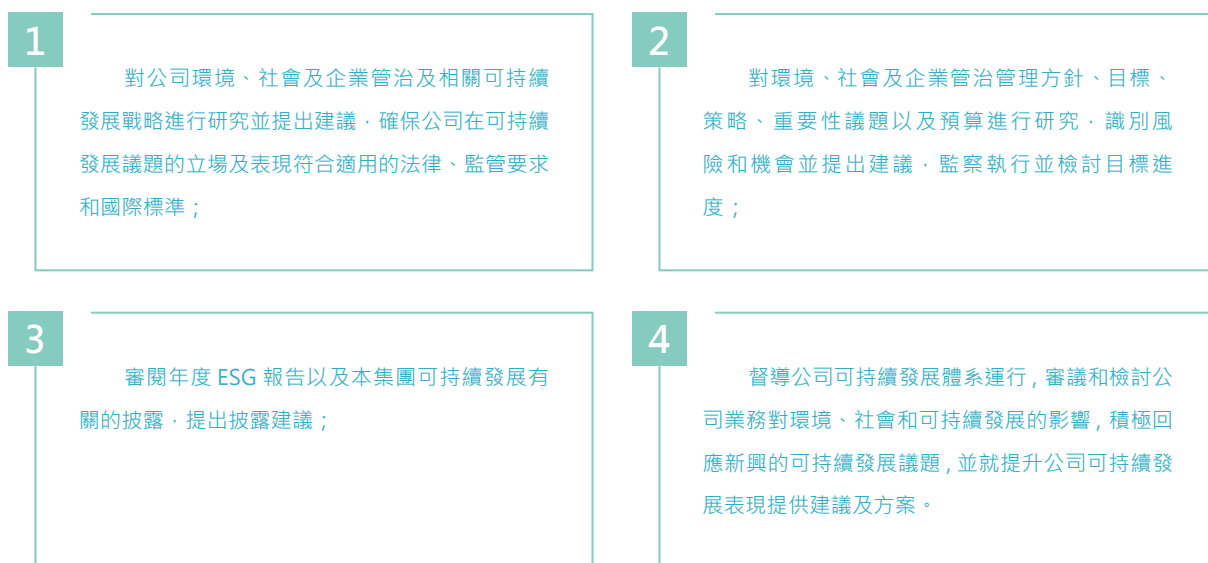 1
對公司環境、社會及企業管治及相關可持續
發展戰略進行研究並提出建議，確保公司在可持續
發展議題的立場及表現符合適用的法律、監管要求
和國際標準；
2
對環境、社會及企業管治管理方針、目標、
策略、重要性議題以及預算進行研究，識別風
險和機會並提出建議，監察執行並檢討目標進
度；
3
審閱年度 ESG 報告以及本集團可持續發展有
關的披露，提出披露建議；
4
督導公司可持續發展體系運行 , 審議和檢討公
司業務對環境、社會和可持續發展的影響 , 積極回
應新興的可持續發展議題 , 並就提升公司可持續發
展表現提供建議及方案。